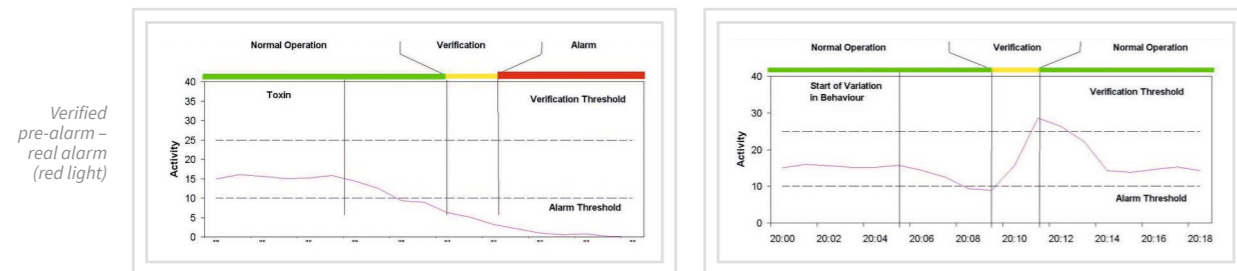 Verified
pre-alarm –
real alarm
(red light)
Normal Operation Verification Alarm
40
Toxin
35
Verification Threshold
30
25
20
15
10
Alarm Threshold
5
0
Activity
Normal Operation Verification Normal Operation
40
Start of Variation
in Behaviour
Verification Threshold
30
20
10
Alarm Threshold
0
Activity
20:00 20:02 20:04 20:06 20:08 20:10 20:12 20:14 20:16 20:18